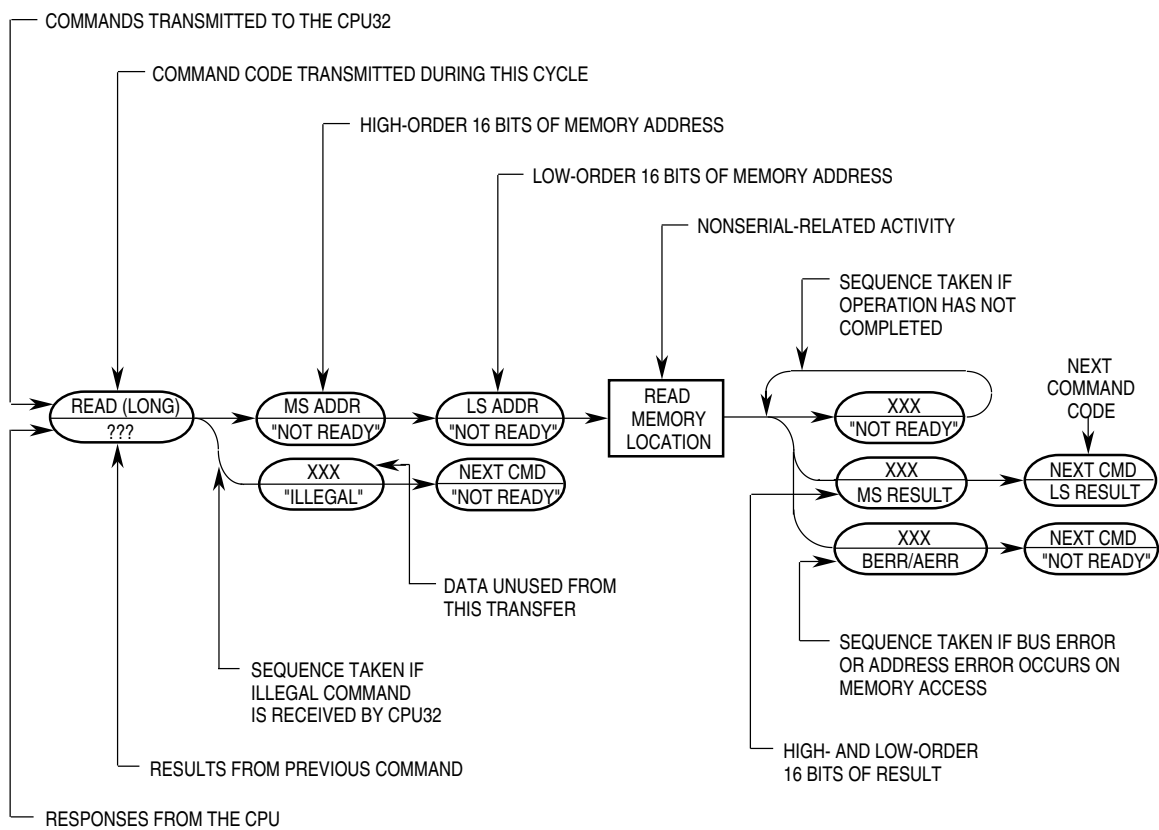 COMMANDS TRANSMITTED TO THE CPU32
COMMAND CODE TRANSMITTED DURING THIS CYCLE
HIGH-ORDER 16 BITS OF MEMORY ADDRESS
LOW-ORDER 16 BITS OF MEMORY ADDRESS
NONSERIAL-RELATED ACTIVITY
SEQUENCE TAKEN IF
OPERATION HAS NOT
COMPLETED
NEXT
COMMAND
CODE
READ (LONG)
???
MS ADDR
"NOT READY"
LS ADDR
"NOT READY"
READ
MEMORY
LOCATION
XXX
"NOT READY"
XXX
"ILLEGAL"
NEXT CMD
"NOT READY"
XXX
MS RESULT
NEXT CMD
LS RESULT
XXX
BERR/AERR
NEXT CMD
"NOT READY"
DATA UNUSED FROM
THIS TRANSFER
SEQUENCE TAKEN IF
ILLEGAL COMMAND
IS RECEIVED BY CPU32
SEQUENCE TAKEN IF BUS ERROR
OR ADDRESS ERROR OCCURS ON
MEMORY ACCESS
HIGH- AND LOW-ORDER
16 BITS OF RESULT
RESULTS FROM PREVIOUS COMMAND
RESPONSES FROM THE CPU